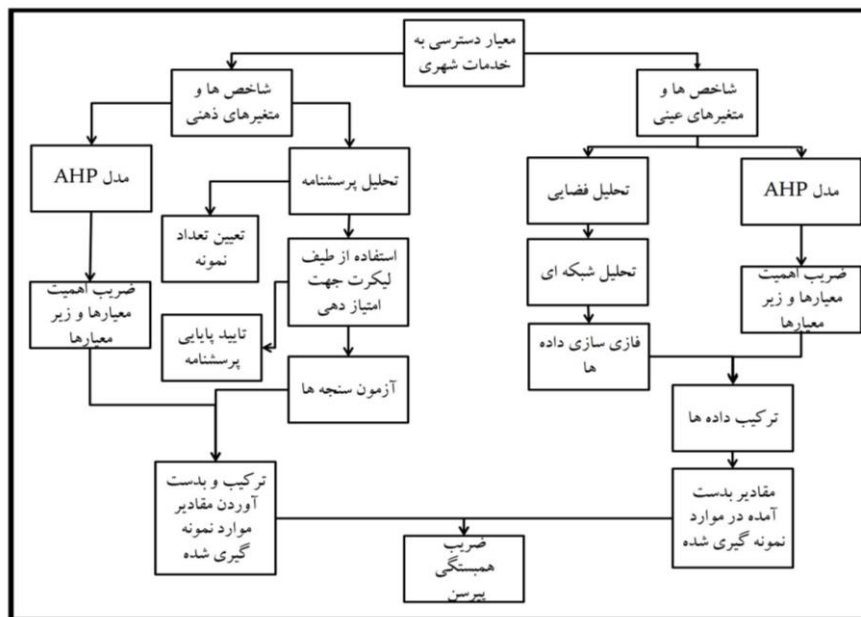 معیار دسترسی به
خدمات شهری
شاخص ها و
متغیرهای عینی
شاخص ها و
متغیرهای ذهنی
مدل AHP
تحلیل فضایی
تحلیل پرسشنامه
مدل AHP
تعیین تعداد
نمونه
تحلیل شبکه ای
استفاده از طیف
لیکرت جهت
امتیاز دهی
ضریب اهمیت
معیارها و زیر
معیارها
ضریب اهمیت
معیارها و زیر
معیارها
فازی سازی داده
ها
تایید پایایی
پرسشنامه
آزمون سنجه ها
ترکیب داده ها
مقادیر بدست
آمده در موارد
نمونه گیری شده
ترکیب و بدست
آوردن مقادیر
موارد نمونه
گیری شده
ضریب
همبستگی
پیرسن